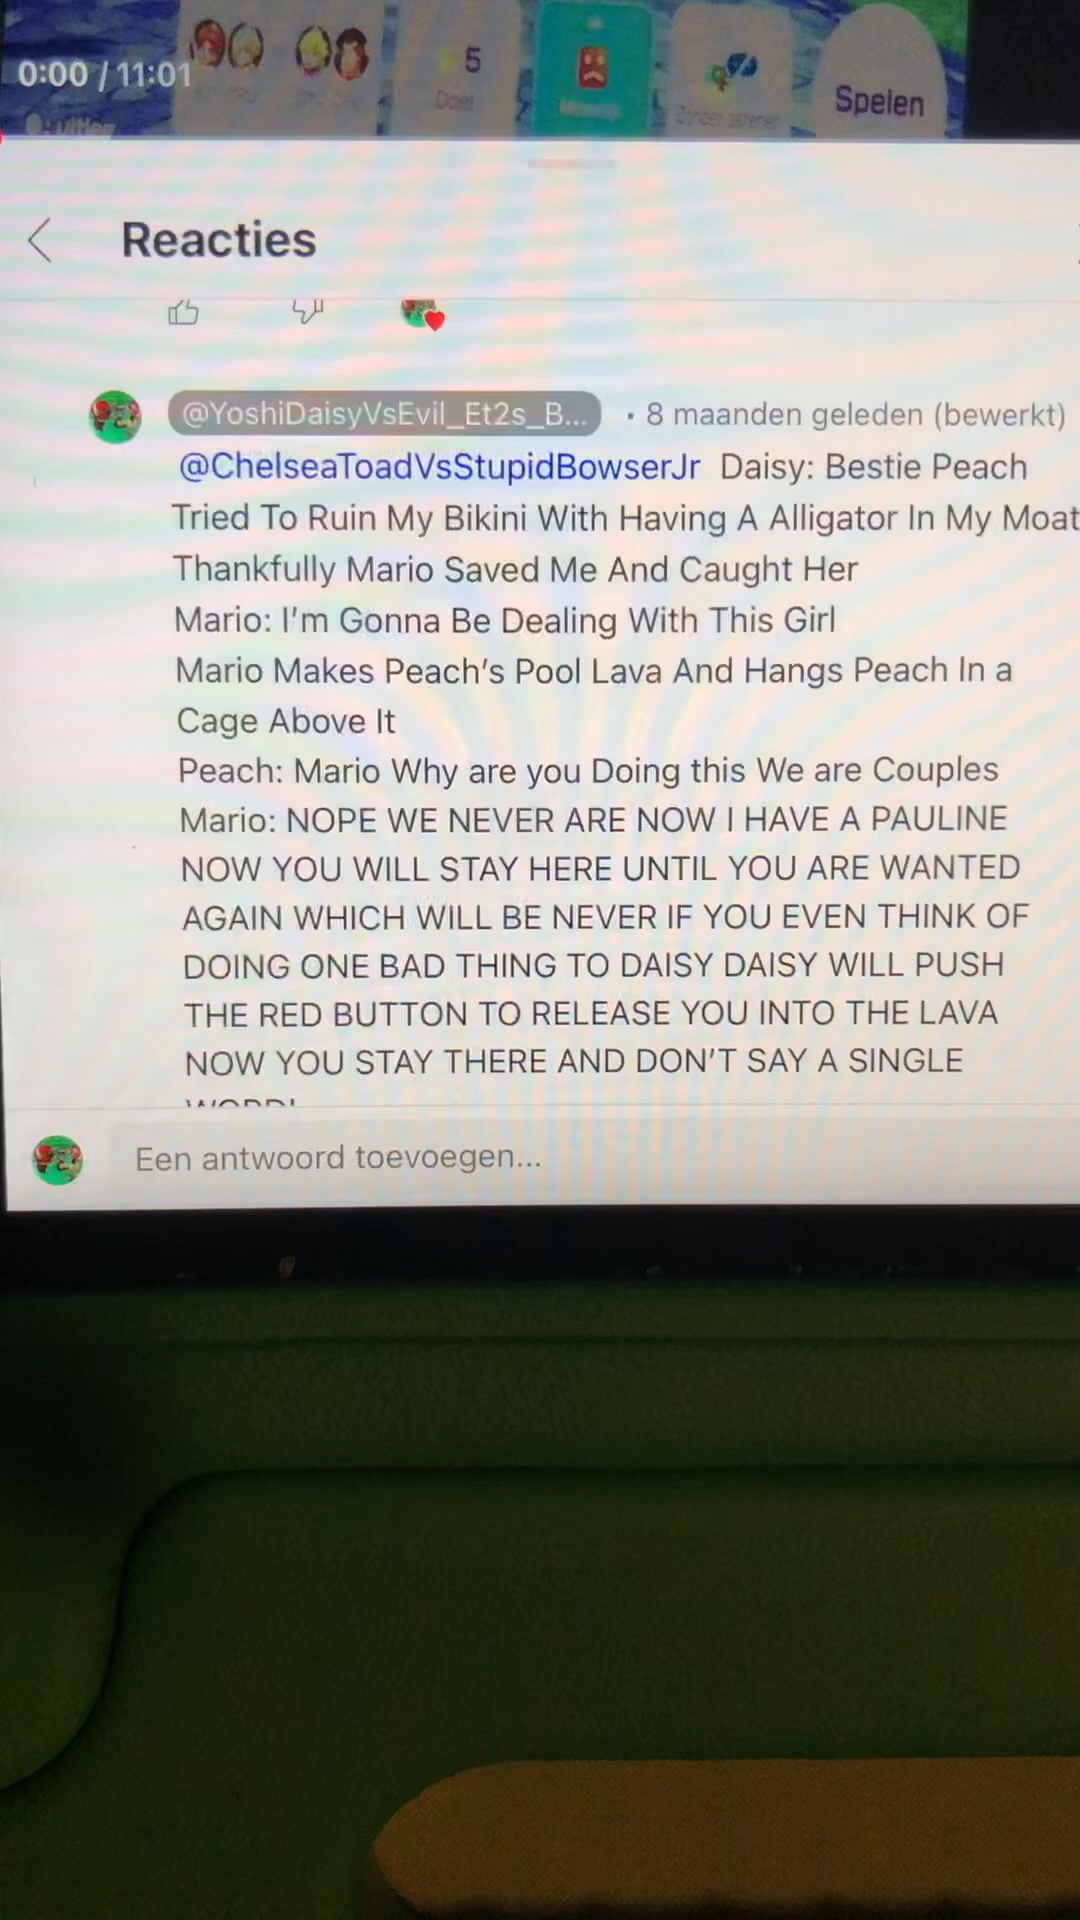 0:00 / 11:01
5
Doel
Spelen
Reacties
@YoshiDaisyVsEvil_Et2s_B... • 8 maanden geleden (bewerkt)
@ChelseaToadVsStupidBowserJr Daisy: Bestie Peach
Tried To Ruin My Bikini With Having A Alligator In My Moat
Thankfully Mario Saved Me And Caught Her
Mario: I'm Gonna Be Dealing With This Girl
Mario Makes Peach's Pool Lava And Hangs Peach In a
Cage Above It
Peach: Mario Why are you Doing this We are Couples
Mario: NOPE WE NEVER ARE NOW I HAVE A PAULINE
NOW YOU WILL STAY HERE UNTIL YOU ARE WANTED
AGAIN WHICH WILL BE NEVER IF YOU EVEN THINK OF
DOING ONE BAD THING TO DAISY DAISY WILL PUSH
THE RED BUTTON TO RELEASE YOU INTO THE LAVA
NOW YOU STAY THERE AND DON'T SAY A SINGLE
WORD!
Een antwoord toevoegen...